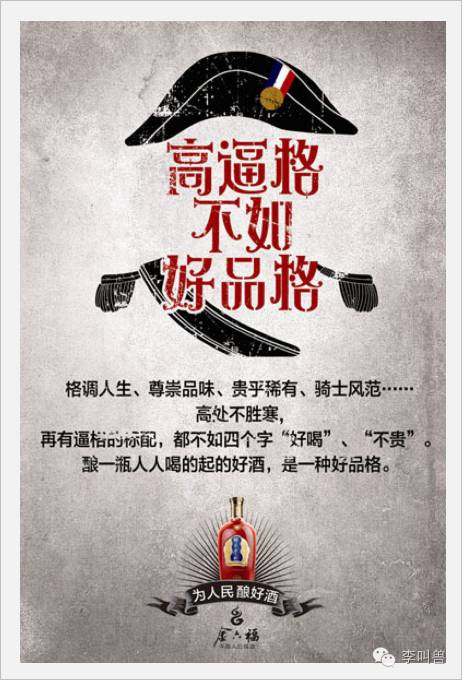 高逼格
不如
好品格
格调人生、尊崇品味、贵乎稀有、骑士风范……
高处不胜寒，
再有逼格的标配，都不如四个字“好喝”、“不贵”。
酿一瓶人人喝的起的好酒，是一种好品格。
为人民 酿好酒
金六福
李叫兽